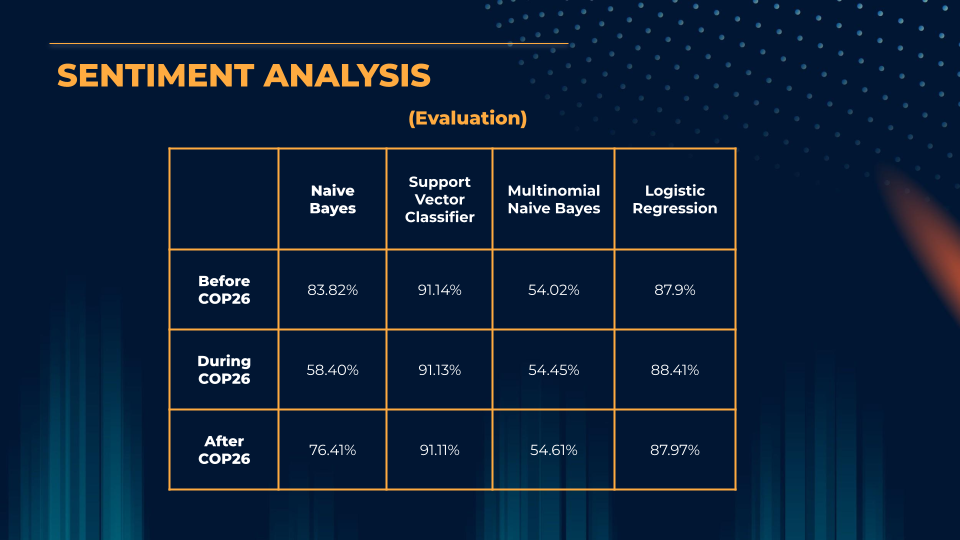 SENTIMENT ANALYSIS
(Evaluation)
Naive
Bayes
Support
Vector
Classifier
Multinomial
Naive Bayes
Logistic
Regression
Before
COP26
83.82%
91.14%
54.02%
87.9%
During
COP26
58.40%
91.13%
54.45%
88.41%
After
COP26
76.41%
91.11%
54.61%
87.97%